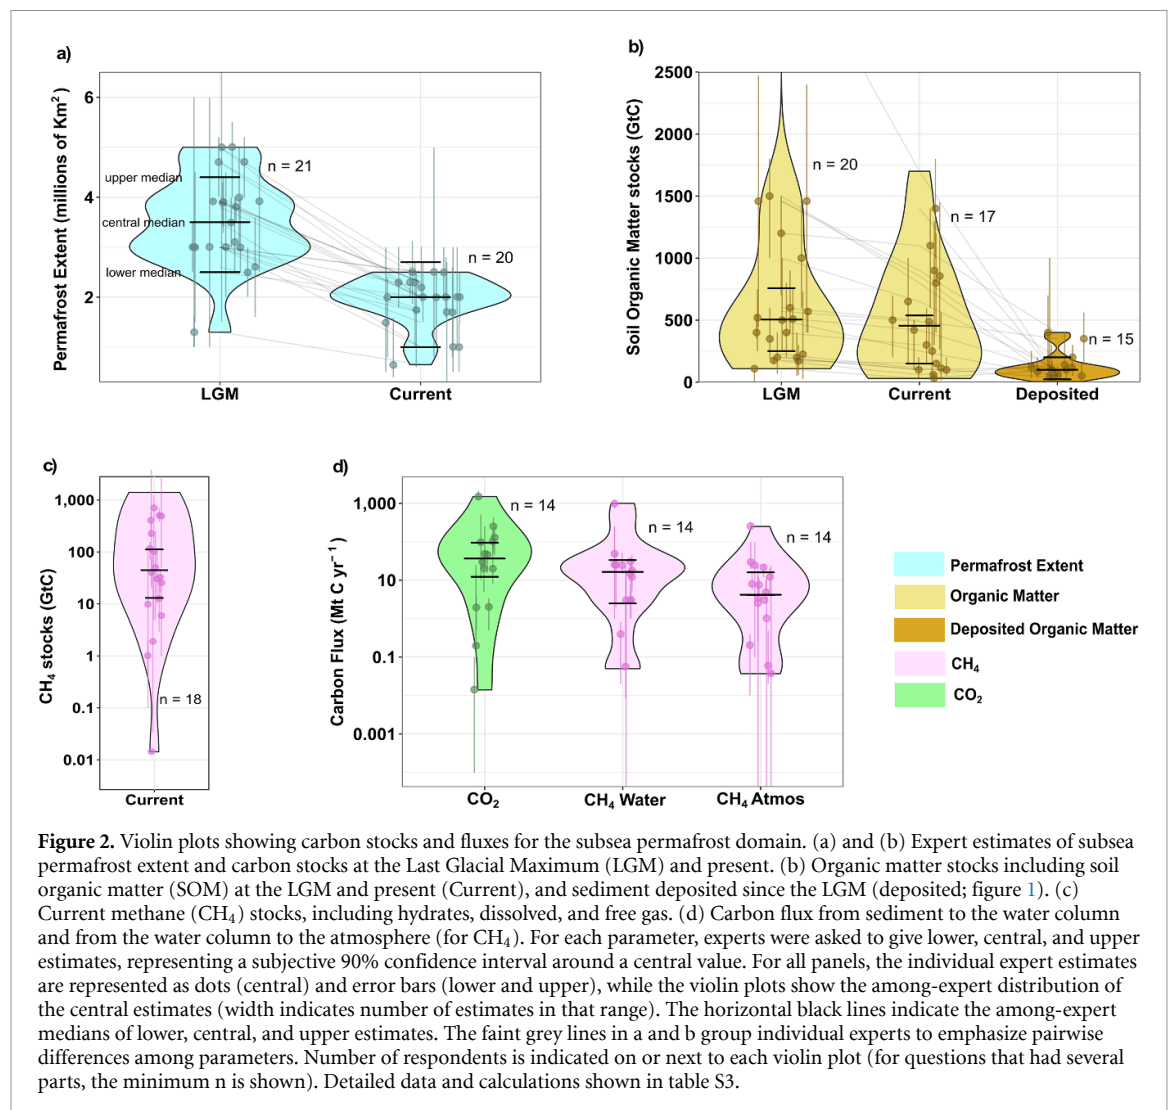 a)
Permafrost Extent (millions of Km²)
6
4
2
upper median
central median
lower median
n = 21
n = 20
LGM
Current
b)
Soil Organic Matter stocks (GtC)
2500
2000
1500
1000
500
0
n = 20
n = 17
n = 15
LGM
Current
Deposited
c)
CH₄ stocks (GtC)
1,000
100
10
1
0.1
0.01
n = 18
Current
d)
Carbon Flux (Mt C yr⁻¹)
1,000
10
0.1
0.001
n = 14
n = 14
n = 14
CO₂
CH₄ Water
CH₄ Atmos
Permafrost Extent
Organic Matter
Deposited Organic Matter
CH₄
CO₂
Figure 2. Violin plots showing carbon stocks and fluxes for the subsea permafrost domain. (a) and (b) Expert estimates of subsea
permafrost extent and carbon stocks at the Last Glacial Maximum (LGM) and present. (b) Organic matter stocks including soil
organic matter (SOM) at the LGM and present (Current), and sediment deposited since the LGM (deposited; figure 1). (c)
Current methane (CH₄) stocks, including hydrates, dissolved, and free gas. (d) Carbon flux from sediment to the water column
and from the water column to the atmosphere (for CH₄). For each parameter, experts were asked to give lower, central, and upper
estimates, representing a subjective 90% confidence interval around a central value. For all panels, the individual expert estimates
are represented as dots (central) and error bars (lower and upper), while the violin plots show the among-expert distribution of
the central estimates (width indicates number of estimates in that range). The horizontal black lines indicate the among-expert
medians of lower, central, and upper estimates. The faint grey lines in a and b group individual experts to emphasize pairwise
differences among parameters. Number of respondents is indicated on or next to each violin plot (for questions that had several
parts, the minimum n is shown). Detailed data and calculations shown in table S3.